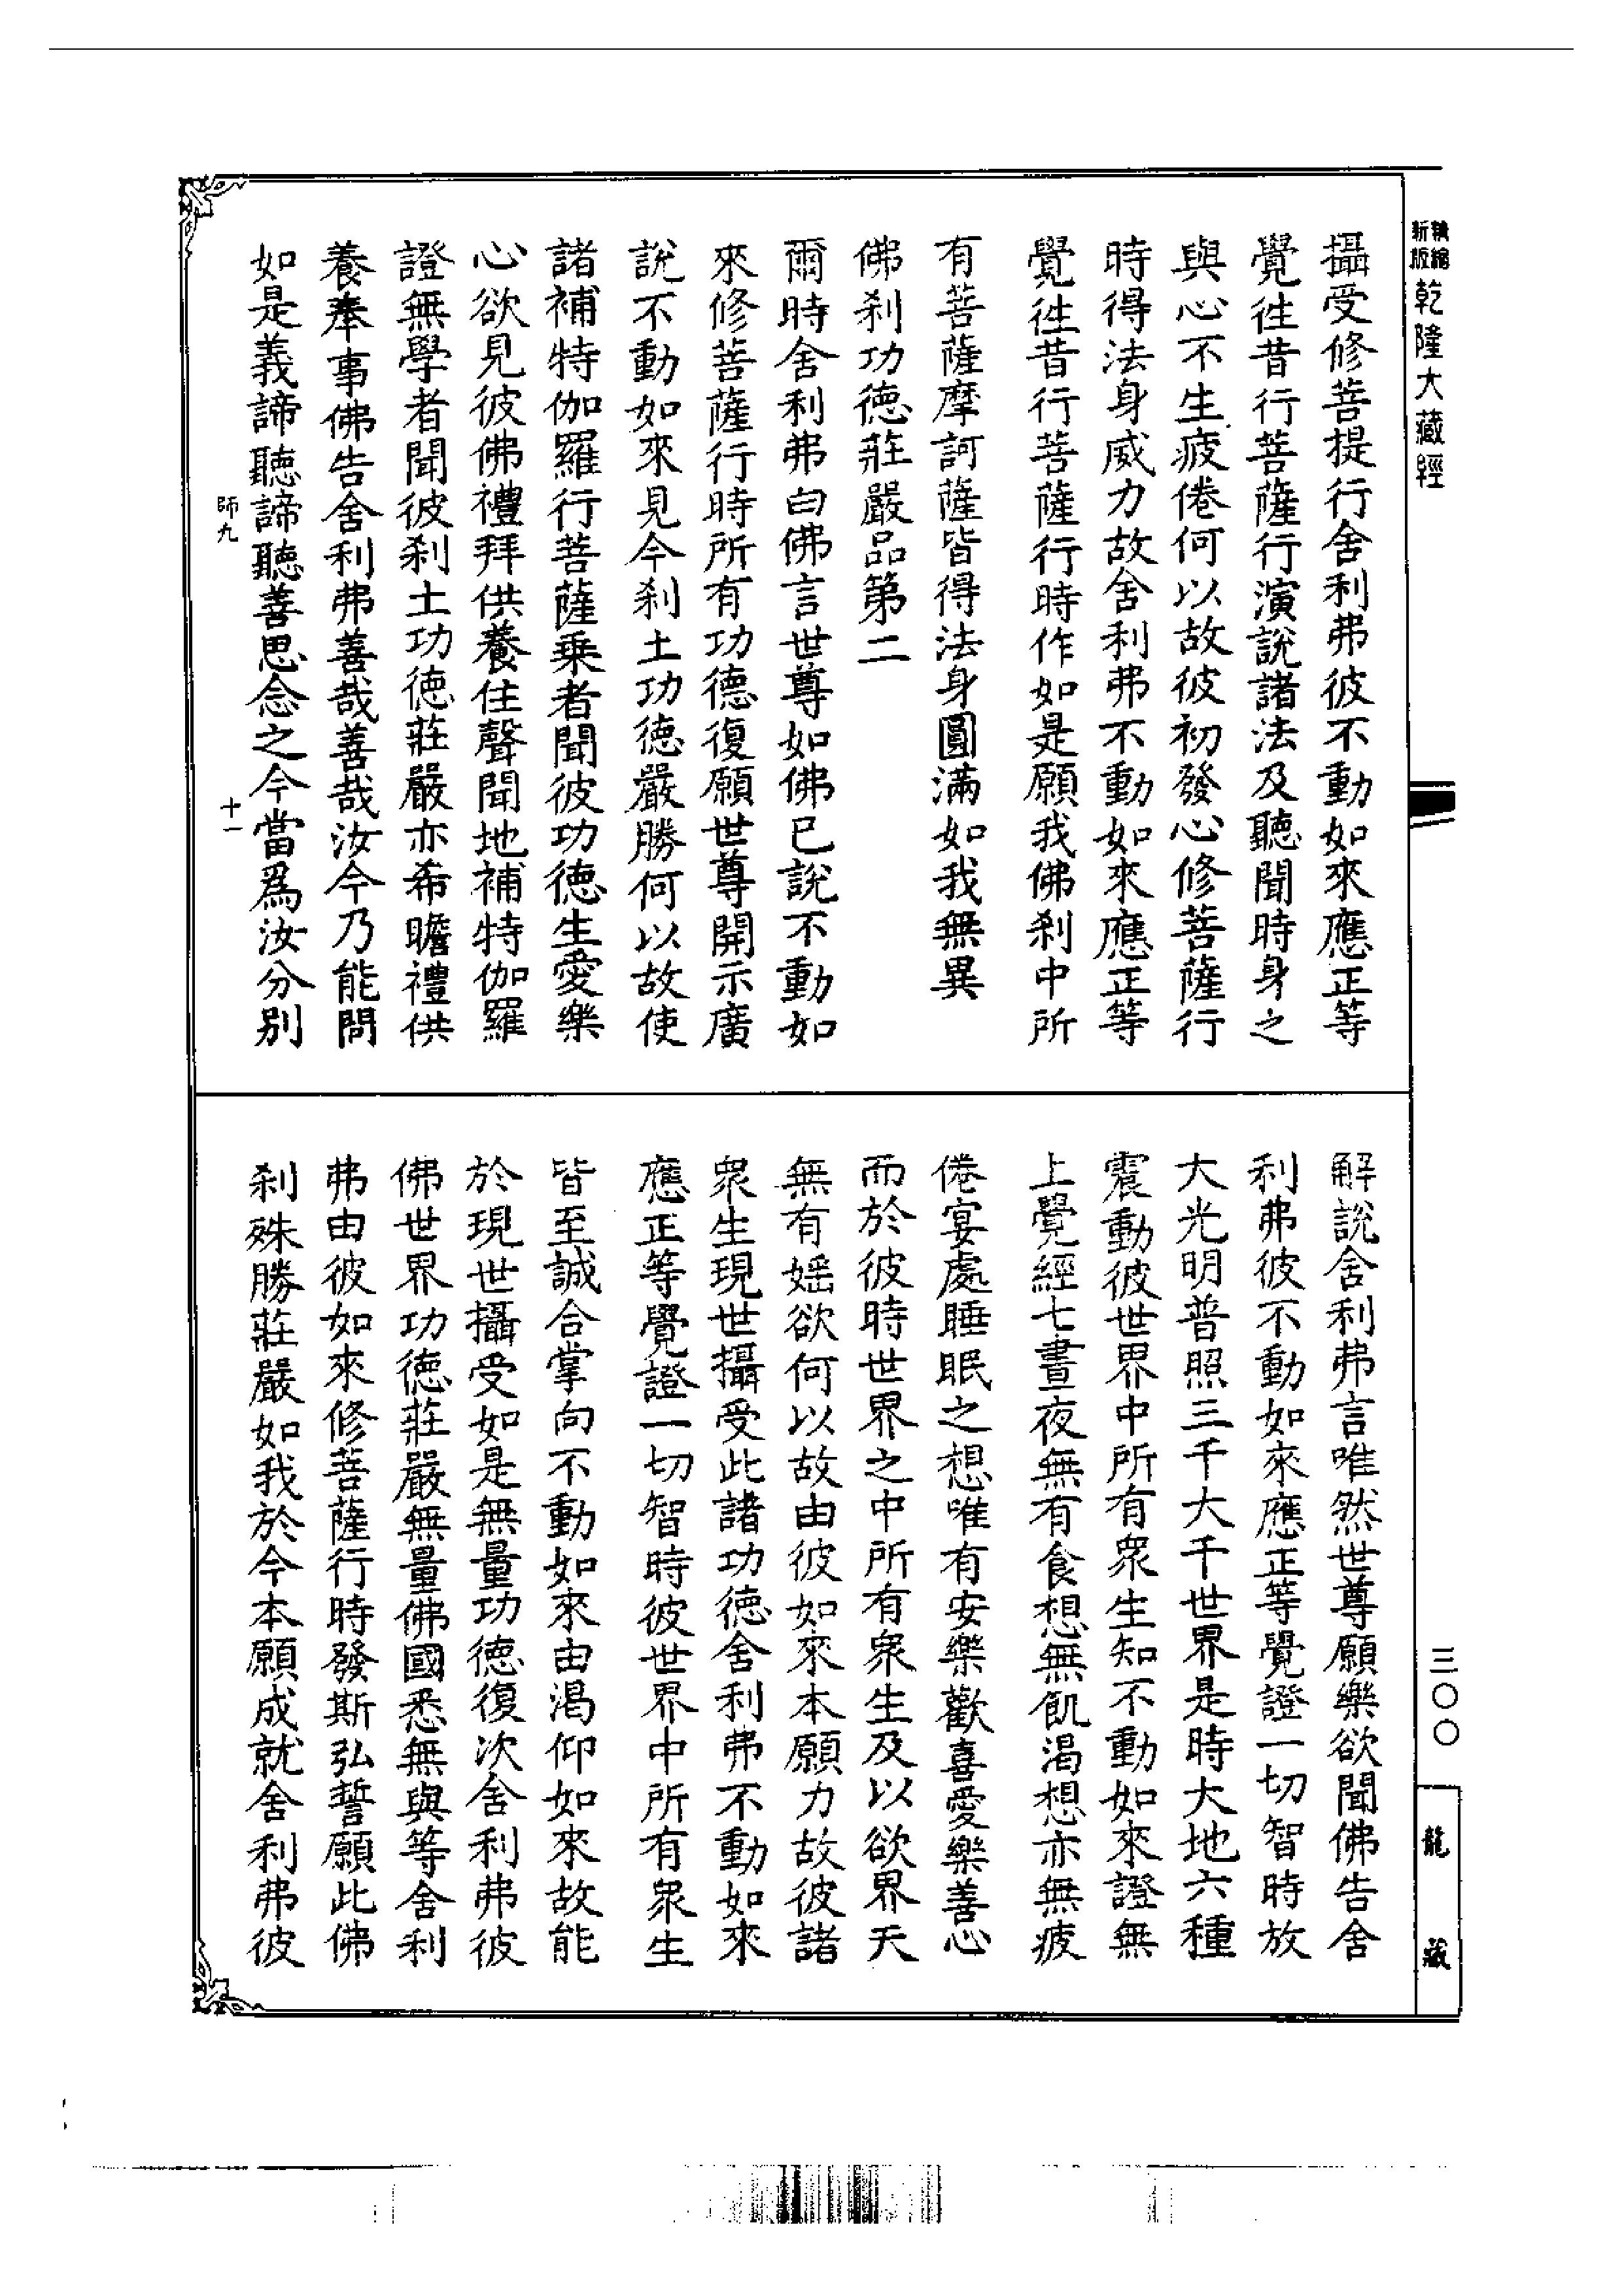 新縮
版編
乾隆大藏經
攝受修菩提行舍利弗彼不動如來應正等
覺徃昔行菩薩行演說諸法及聽聞時身之
與心不生疲倦何以故彼初發心修菩薩行
時得法身威力故舍利弗不動如來應正等
覺徃昔行菩薩行時作如是願我佛刹中所
有菩薩摩訶薩皆得法身圓滿如我無異
佛刹功德莊嚴品第二
爾時舍利弗白佛言世尊如佛已說不動如
來修菩薩行時所有功德復願世尊開示廣
說不動如來見今刹土功德嚴勝何以故使
諸補特伽羅行菩薩乗者聞彼功德生愛樂
心欲見彼佛禮拜供養住聲聞地補特伽羅
證無學者聞彼刹土功德莊嚴亦希瞻禮供
養奉事佛告舍利弗善哉善哉汝今乃能問
如是義諦聽諦聽善思念之今當爲汝分別
師九
十一
解說舍利弗言唯然世尊願樂欲聞佛告舍
利弗彼不動如來應正等覺證一切智時放
大光明普照三千大千世界是時大地六種
震動彼世界中所有衆生知不動如來證無
上覺經七晝夜無有食想無飢渴想亦無疲
倦宴處睡眠之想唯有安樂歡喜愛樂善心
而於彼時世界之中所有衆生及以欲界天
無有婬欲何以故由彼如來本願力故彼諸
衆生現世攝受此諸功德舍利弗不動如來
應正等覺證一切智時彼世界中所有衆生
皆至誠合掌向不動如來由渴仰如來故能
於現世攝受如是無量功德復次舍利弗彼
佛世界功德莊嚴無量佛國悉無與等舍利
弗由彼如來修菩薩行時發斯弘誓願此佛
刹殊勝莊嚴如我於今本願成就舍利弗彼
三〇〇
龍藏